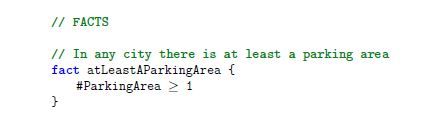 // FACTS
// In any city there is at least a parking area
fact atLeastAParkingArea {
#ParkingArea ≥ 1
}